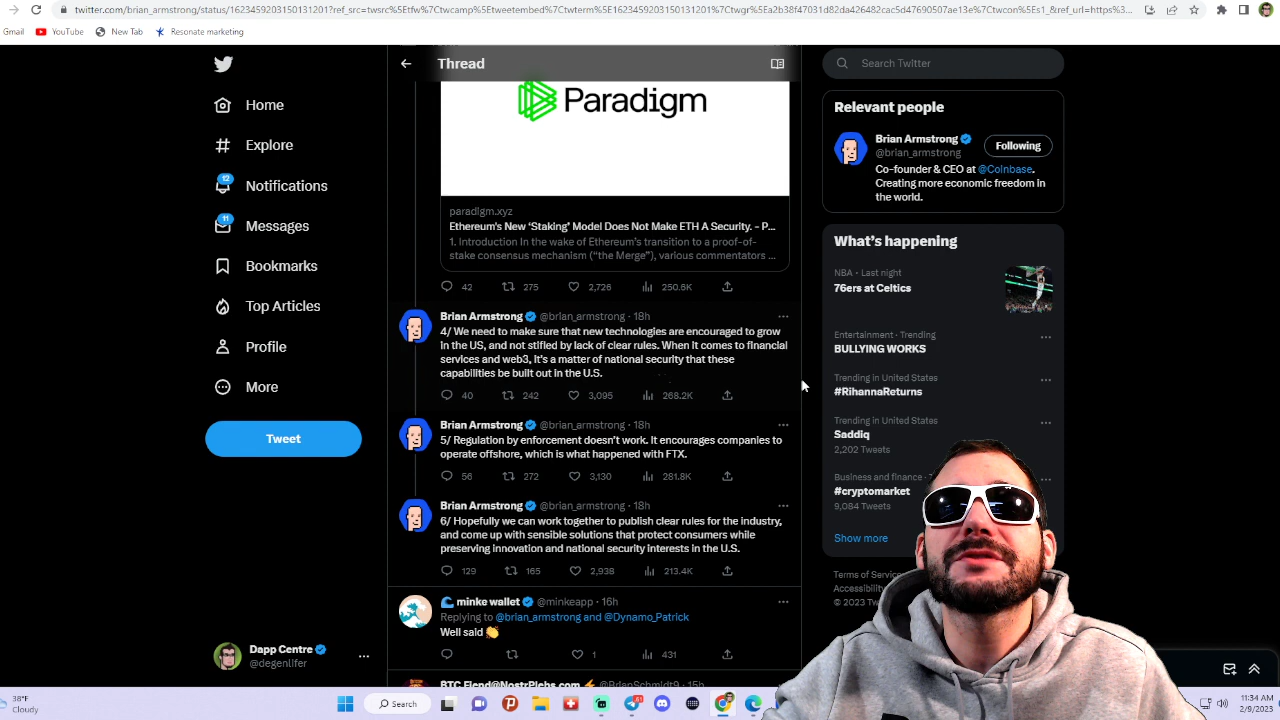 twitter.com/brian_armstrong/status/1623459203150131201?ref_src=twsrc%5Etfw%7Ctwcamp%5Etweetembed%7Ctwterm%5E1623459203150131201%7Ctwgr%5Ea2b38f47031d82da426482cac5d47690507ae13e%7Ctwcon%5Es1_&ref_url=https%3...
Gmail YouTube New Tab Resonate marketing
Thread
Search Twitter
Home
Explore
12
Notifications
11
Messages
Bookmarks
Top Articles
Profile
More
Tweet
Dapp Centre
@degenlifer
Paradigm
paradigm.xyz
Ethereum's New 'Staking' Model Does Not Make ETH A Security. - P...
1. Introduction In the wake of Ethereum's transition to a proof-of-
stake consensus mechanism ("the Merge"), various commentators ...
42 275 2,726 250.6K
Brian Armstrong @brian_armstrong · 18h
4/ We need to make sure that new technologies are encouraged to grow
in the US, and not stifled by lack of clear rules. When it comes to financial
services and web3, it's a matter of national security that these
capabilities be built out in the U.S.
40 242 3,095 268.2K
Brian Armstrong @brian_armstrong · 18h
5/ Regulation by enforcement doesn't work. It encourages companies to
operate offshore, which is what happened with FTX.
56 272 3,130 281.8K
Brian Armstrong @brian_armstrong · 18h
6/ Hopefully we can work together to publish clear rules for the industry,
and come up with sensible solutions that protect consumers while
preserving innovation and national security interests in the U.S.
129 165 2,938 213.4K
minke wallet @minkeapp · 16h
Replying to @brian_armstrong and @Dynamo_Patrick
Well said
1 431
BTC Fiend@NostrPlebs.com @BrianSchmidt9 · 15h
Relevant people
Brian Armstrong
@brian_armstrong
Following
Co-founder & CEO at @Coinbase.
Creating more economic freedom in
the world.
What's happening
NBA · Last night
76ers at Celtics
Entertainment · Trending
BULLYING WORKS
Trending in United States
#RihannaReturns
Trending in United States
Saddiq
2,202 Tweets
Business and finance ·
#cryptomarket
9,084 Tweets
Show more
Terms of Service
Accessibility
© 2023
38°F
Cloudy
Search
11:34 AM
2/9/2023